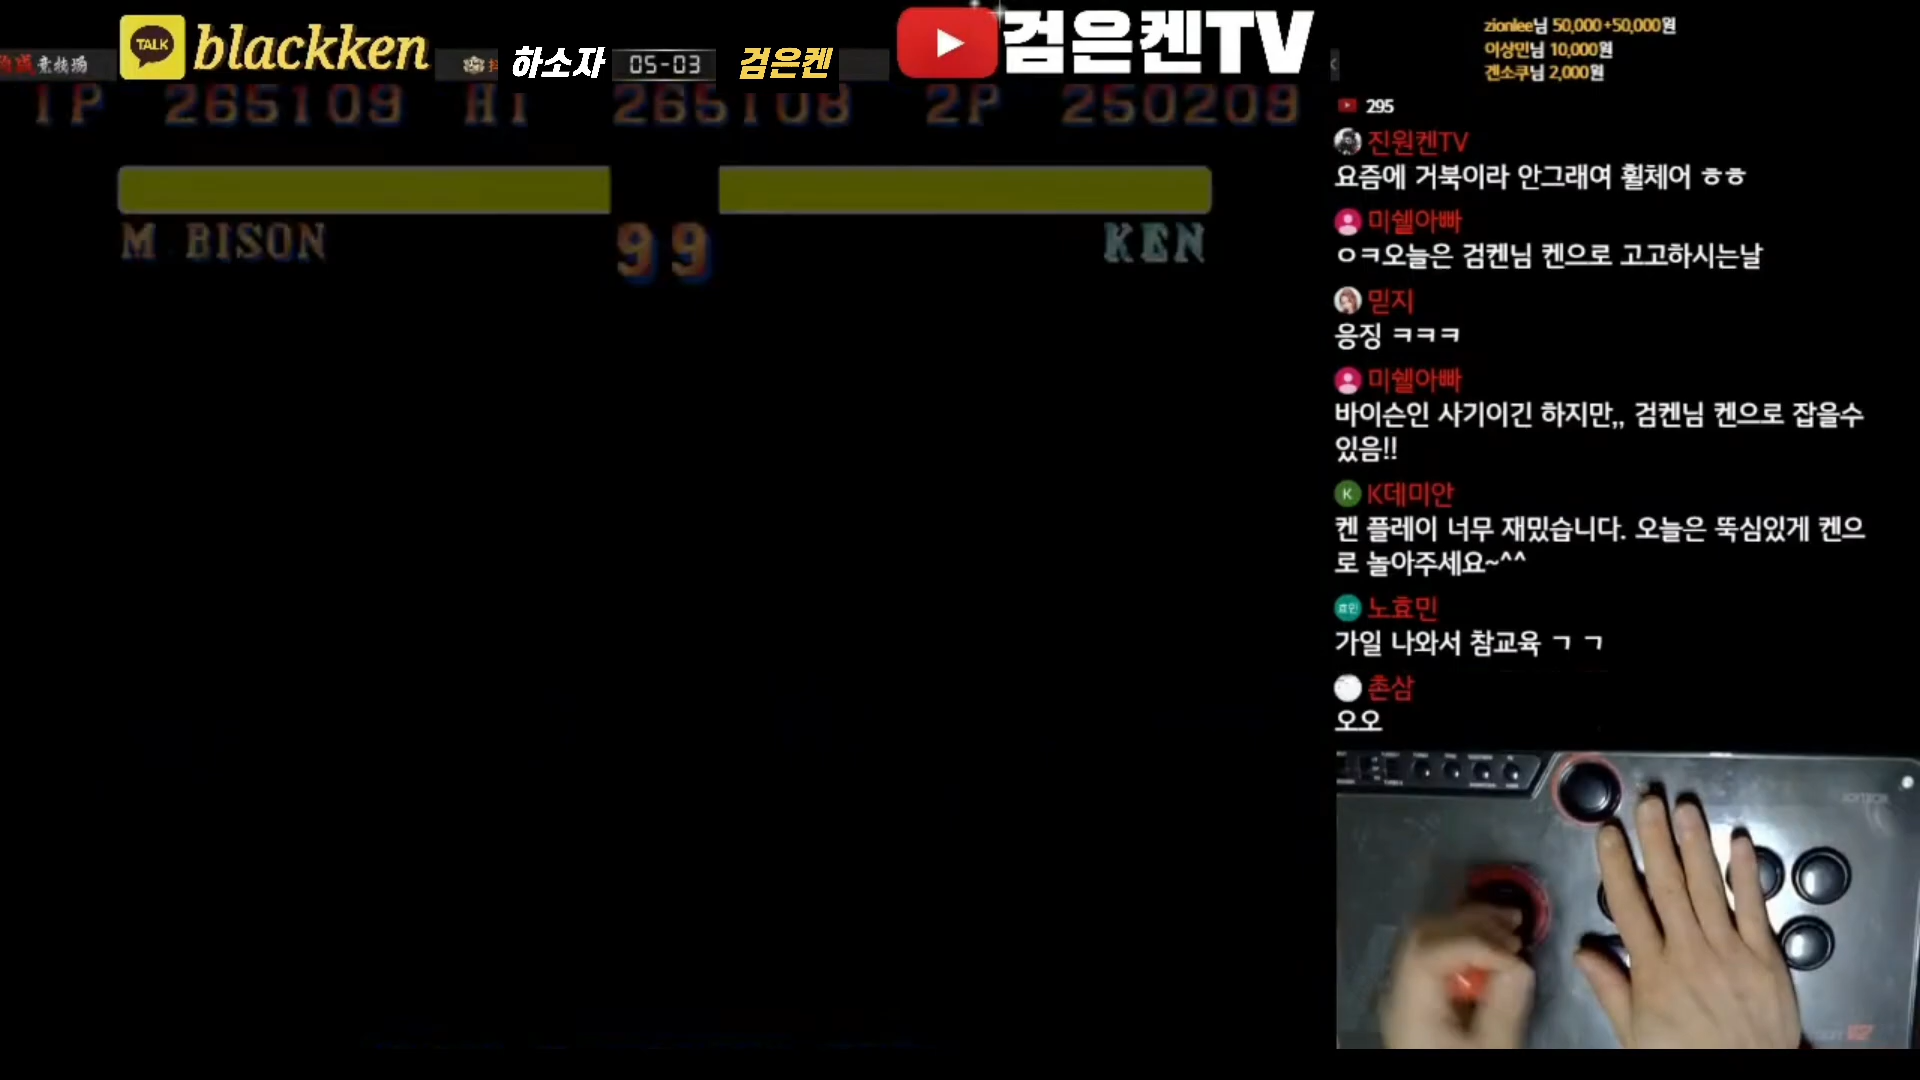 TALK
blackken
竞技场
하소자
05-03
검은켄
검은켄TV
1P 265109 HI 265108 2P 250209
M. BISON
99
KEN
zionlee님 50,000+50,000원
이상민님 10,000원
겐소쿠님 2,000원
295
진원켄TV
요즘에 거북이라 안그래여 휠체어 ㅎㅎ
미쉘아빠
ㅇㅋ오늘은 검켄님 켄으로 고고하시는날
믿지
응징 ㅋㅋㅋ
미쉘아빠
바이슨인 사기이긴 하지만,, 검켄님 켄으로 잡을수
있음!!
K
K데미안
켄 플레이 너무 재밌습니다. 오늘은 뚝심있게 켄으
로 놀아주세요~^^
효민
노효민
가일 나와서 참교육 ㄱ ㄱ
촌삼
오오